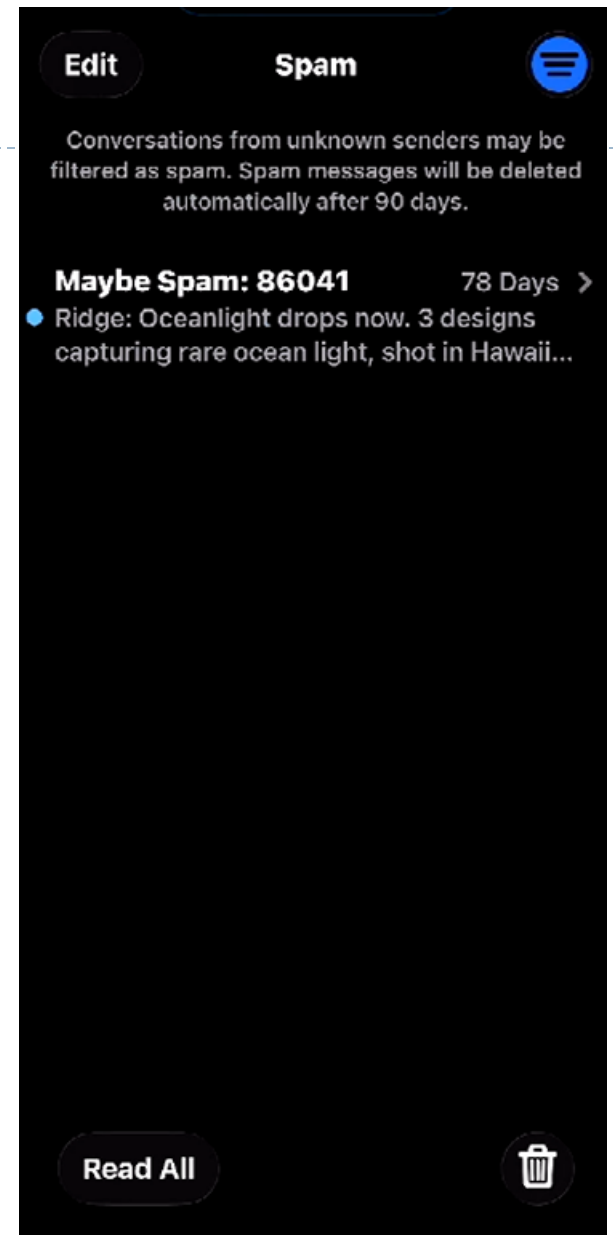 Edit
Spam
Conversations from unknown senders may be
filtered as spam. Spam messages will be deleted
automatically after 90 days.
Maybe Spam: 86041
78 Days
Ridge: Oceanlight drops now. 3 designs
capturing rare ocean light, shot in Hawaii...
Read All